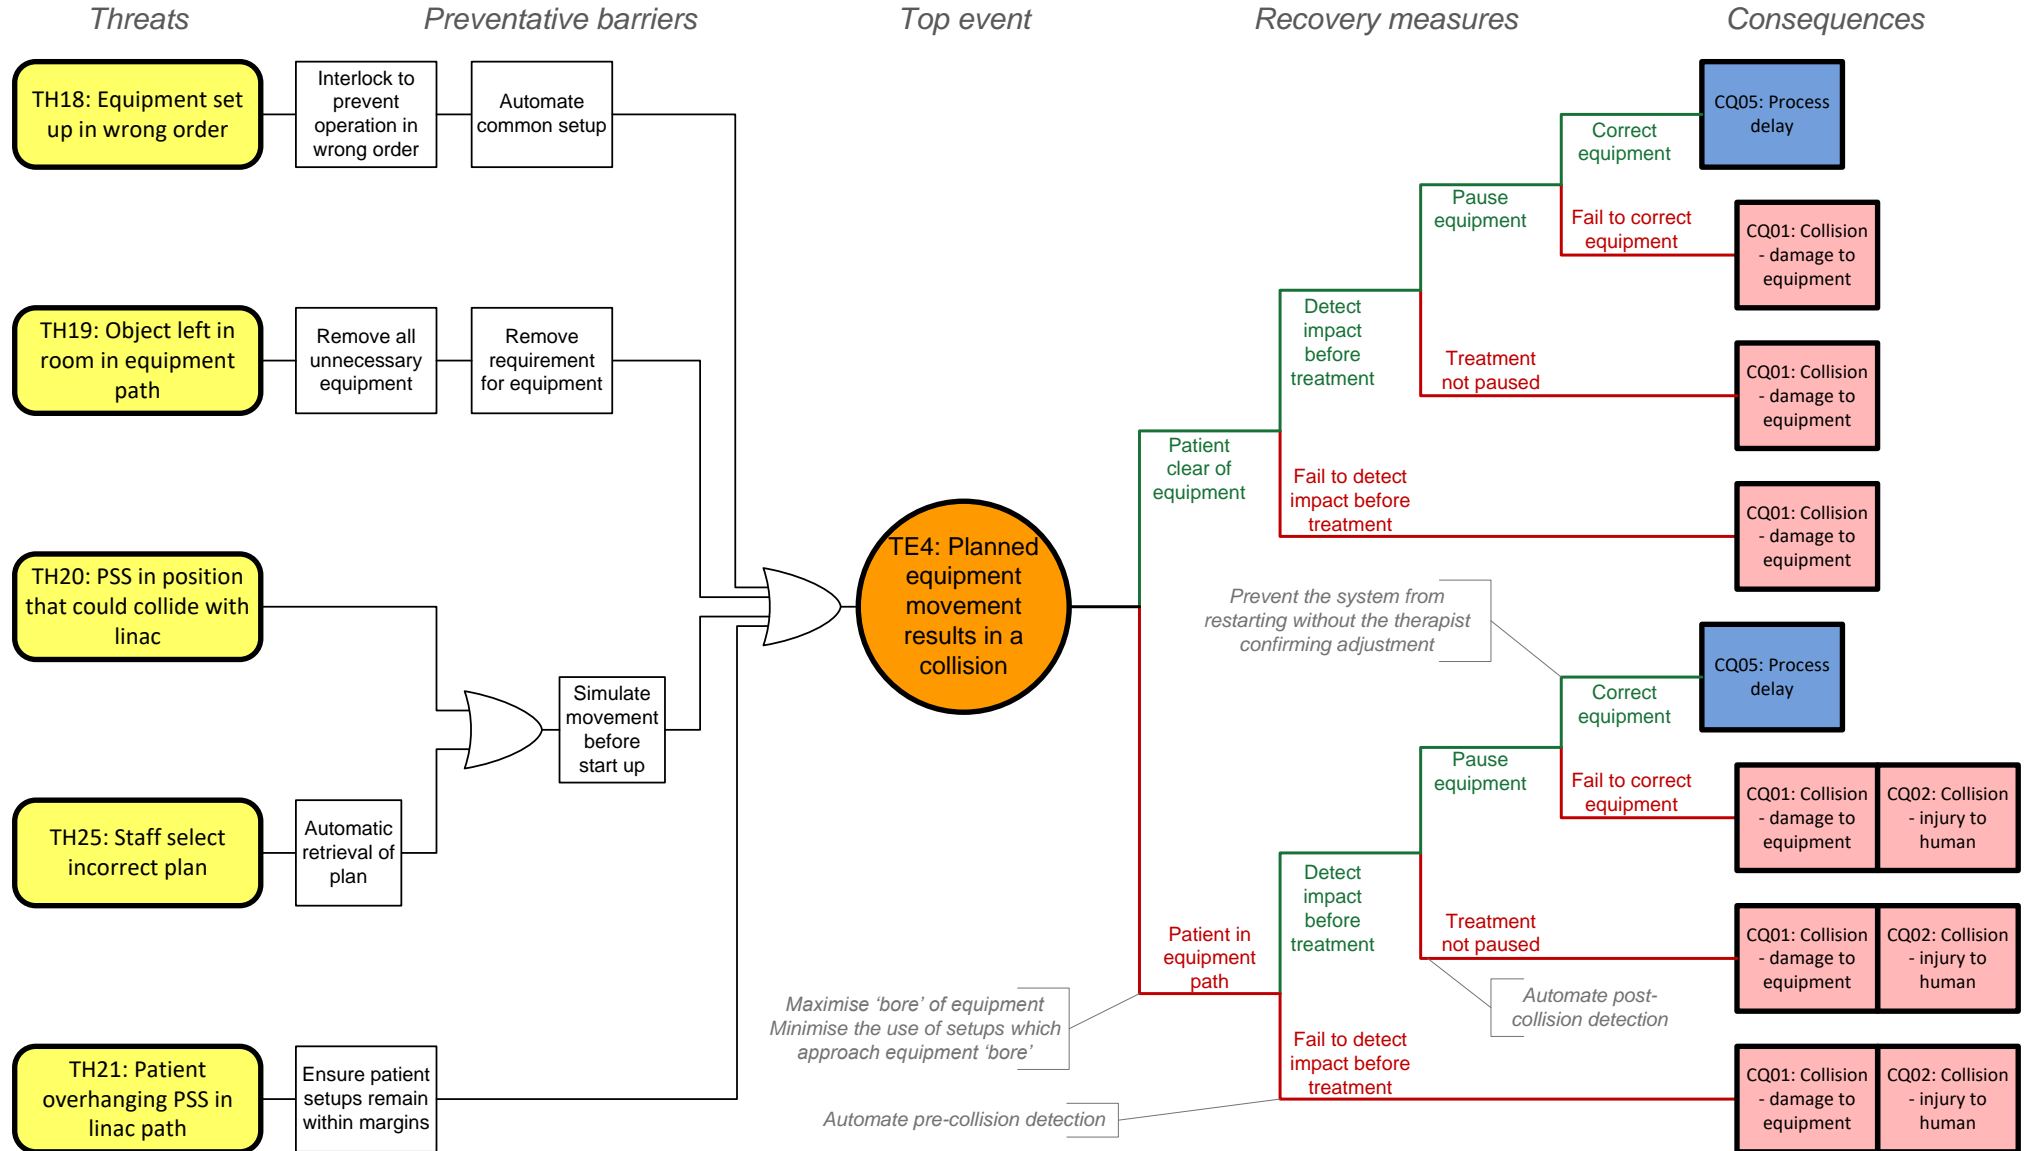 Threats
Preventative barriers
Top event
Recovery measures
Consequences
TH18: Equipment set
up in wrong order
Interlock to
prevent
operation in
wrong order
Automate
common setup
TH19: Object left in
room in equipment
path
Remove all
unnecessary
equipment
Remove
requirement
for equipment
TH20: PSS in position
that could collide with
linac
TH25: Staff select
incorrect plan
Automatic
retrieval of
plan
Simulate
movement
before
start up
TH21: Patient
overhanging PSS in
linac path
Ensure patient
setups remain
within margins
TE4: Planned
equipment
movement
results in a
collision
Patient
clear of
equipment
Detect
impact
before
treatment
Pause
equipment
Correct
equipment
CQ05: Process
delay
Fail to correct
equipment
CQ01: Collision
- damage to
equipment
Treatment
not paused
CQ01: Collision
- damage to
equipment
Fail to detect
impact before
treatment
CQ01: Collision
- damage to
equipment
Prevent the system from
restarting without the therapist
confirming adjustment
Patient in
equipment
path
Maximise ‘bore’ of equipment
Minimise the use of setups which
approach equipment ‘bore’
Detect
impact
before
treatment
Pause
equipment
Correct
equipment
CQ05: Process
delay
Fail to correct
equipment
CQ01: Collision
- damage to
equipment
CQ02: Collision
- injury to
human
Treatment
not paused
Automate post-
collision detection
CQ01: Collision
- damage to
equipment
CQ02: Collision
- injury to
human
Fail to detect
impact before
treatment
Automate pre-collision detection
CQ01: Collision
- damage to
equipment
CQ02: Collision
- injury to
human